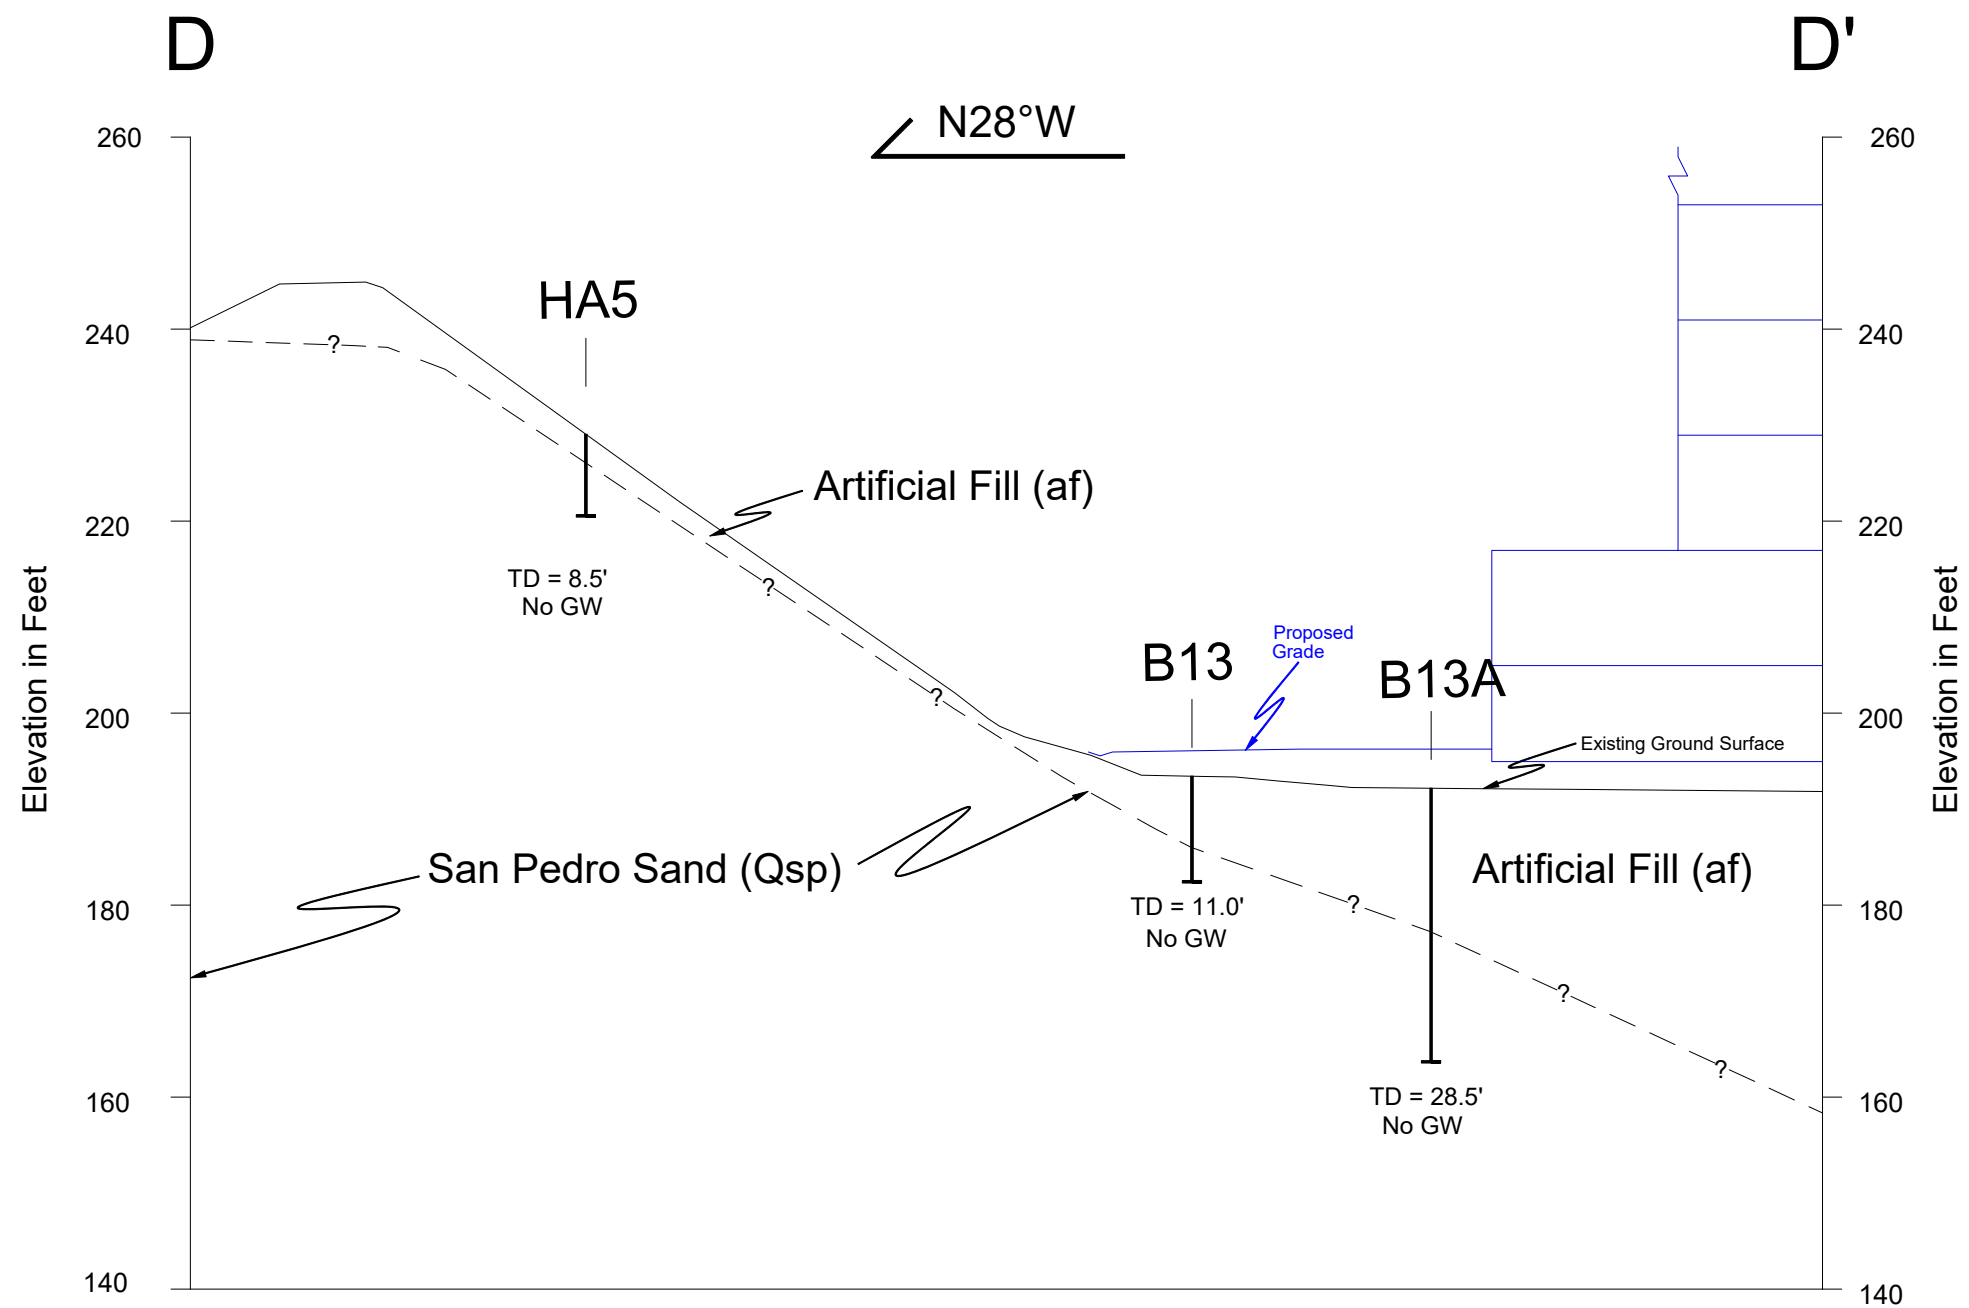 D
D'
N28°W
260
260
HA5
240
240
Artificial Fill (af)
220
220
TD = 8.5'
No GW
Elevation in Feet
Elevation in Feet
Proposed
Grade
B13
B13A
200
200
Existing Ground Surface
San Pedro Sand (Qsp)
Artificial Fill (af)
180
180
TD = 11.0'
No GW
160
160
TD = 28.5'
No GW
140
140
?
?
?
?
?
?